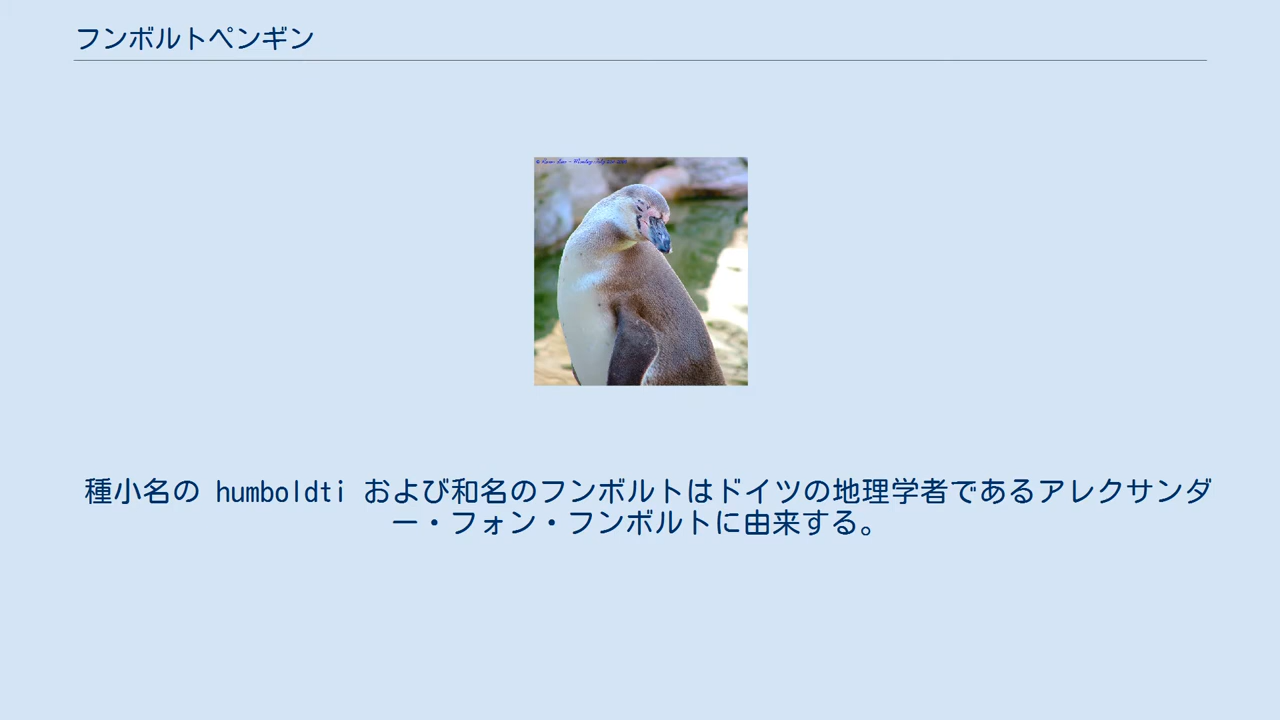 フンボルトペンギン
種小名の humboldti および和名のフンボルトはドイツの地理学者であるアレクサンダ
ー・フォン・フンボルトに由来する。